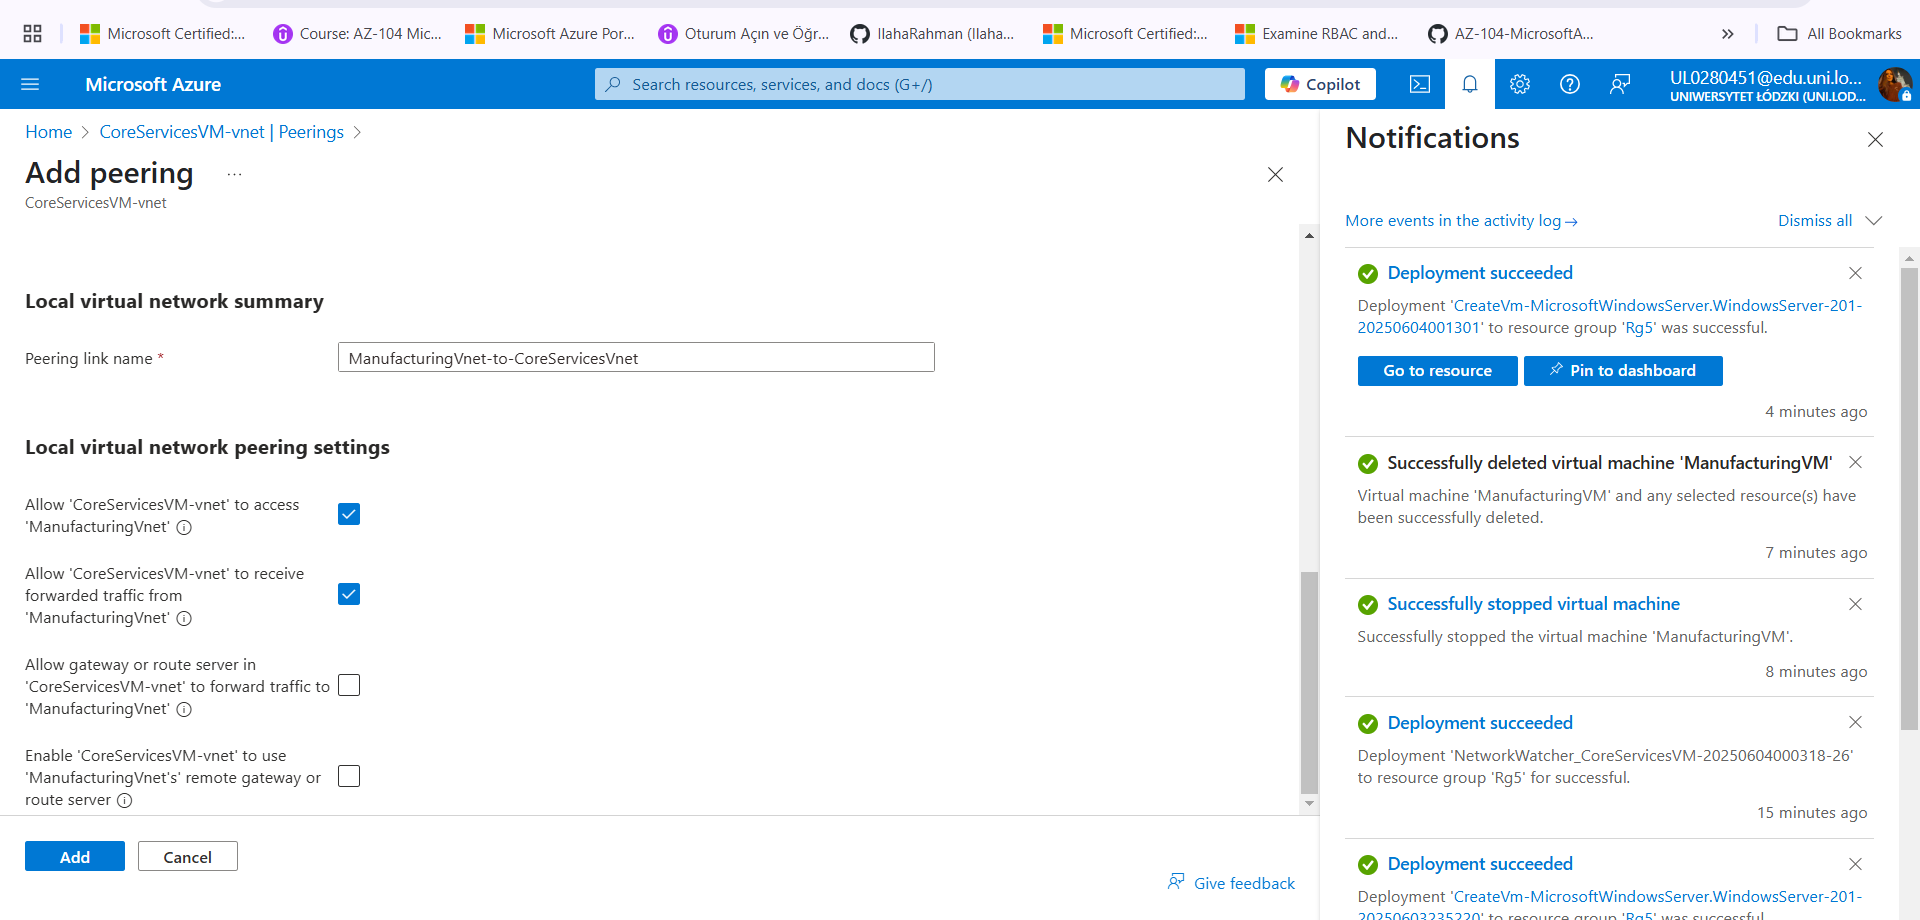 Microsoft Certified:...
Course: AZ-104 Mic...
Microsoft Azure Por...
Oturum Açın ve Öğr...
IlahaRahman (Ilaha...
Microsoft Certified:...
Examine RBAC and...
AZ-104-MicrosoftA...
»
All Bookmarks
Microsoft Azure
Search resources, services, and docs (G+/)
Copilot
UL0280451@edu.uni.lo...
UNIWERSYTET ŁÓDZKI (UNI.LOD...
Home > CoreServicesVM-vnet | Peerings >
Add peering ...
CoreServicesVM-vnet
Local virtual network summary
Peering link name *
ManufacturingVnet-to-CoreServicesVnet
Local virtual network peering settings
Allow 'CoreServicesVM-vnet' to access
'ManufacturingVnet'
Allow 'CoreServicesVM-vnet' to receive
forwarded traffic from
'ManufacturingVnet'
Allow gateway or route server in
'CoreServicesVM-vnet' to forward traffic to
'ManufacturingVnet'
Enable 'CoreServicesVM-vnet' to use
'ManufacturingVnet's' remote gateway or
route server
Add
Cancel
Give feedback
Notifications
More events in the activity log →
Dismiss all
Deployment succeeded
Deployment 'CreateVm-MicrosoftWindowsServer.WindowsServer-201-
20250604001301' to resource group 'Rg5' was successful.
Go to resource
Pin to dashboard
4 minutes ago
Successfully deleted virtual machine 'ManufacturingVM'
Virtual machine 'ManufacturingVM' and any selected resource(s) have
been successfully deleted.
7 minutes ago
Successfully stopped virtual machine
Successfully stopped the virtual machine 'ManufacturingVM'.
8 minutes ago
Deployment succeeded
Deployment 'NetworkWatcher_CoreServicesVM-20250604000318-26'
to resource group 'Rg5' for successful.
15 minutes ago
Deployment succeeded
Deployment 'CreateVm-MicrosoftWindowsServer.WindowsServer-201-
20250603235220' to resource group 'Rg5' was successful.